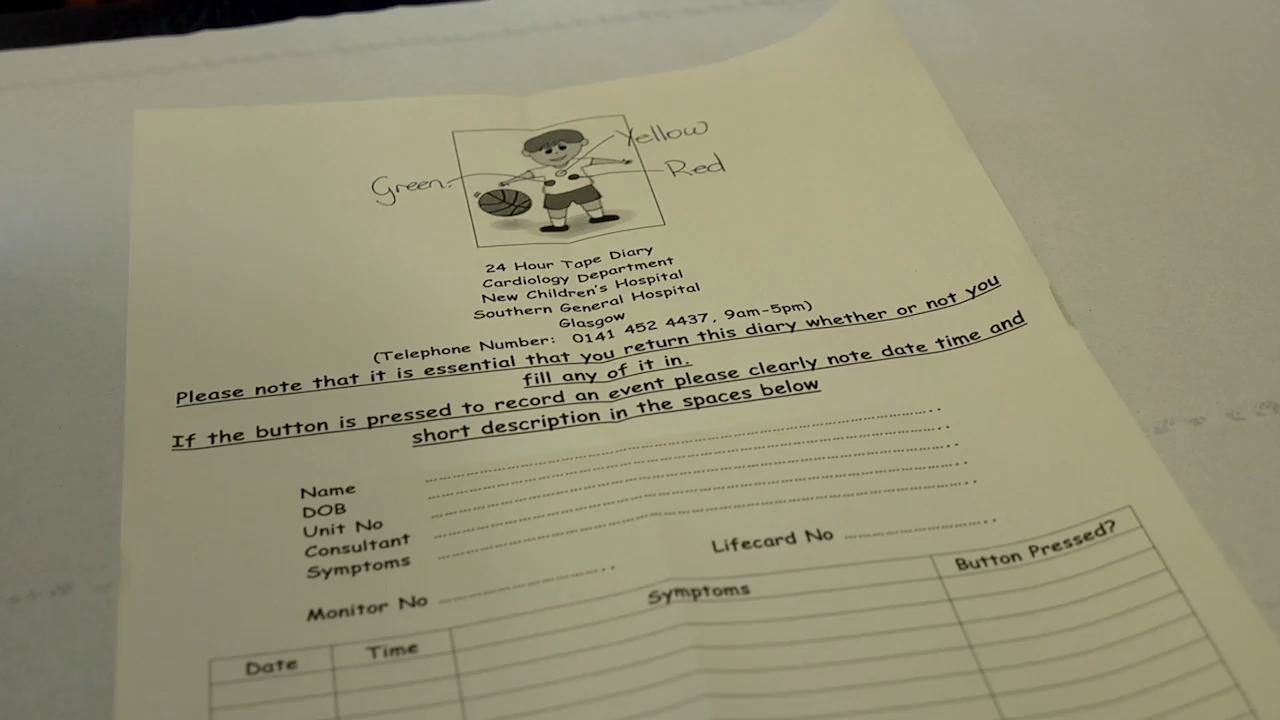 Yellow
Green.
Red
24 Hour Tape Diary
Cardiology Department
New Children's Hospital
Southern General Hospital
Glasgow
(Telephone Number: 0141 452 4437, 9am-5pm)
Please note that it is essential that you return this diary whether or not you
fill any of it in.
If the button is pressed to record an event please clearly note date time and
short description in the spaces below
Name
DOB
Unit No
Consultant
Symptoms
Monitor No Lifecard No
Date Time Symptoms Button Pressed?